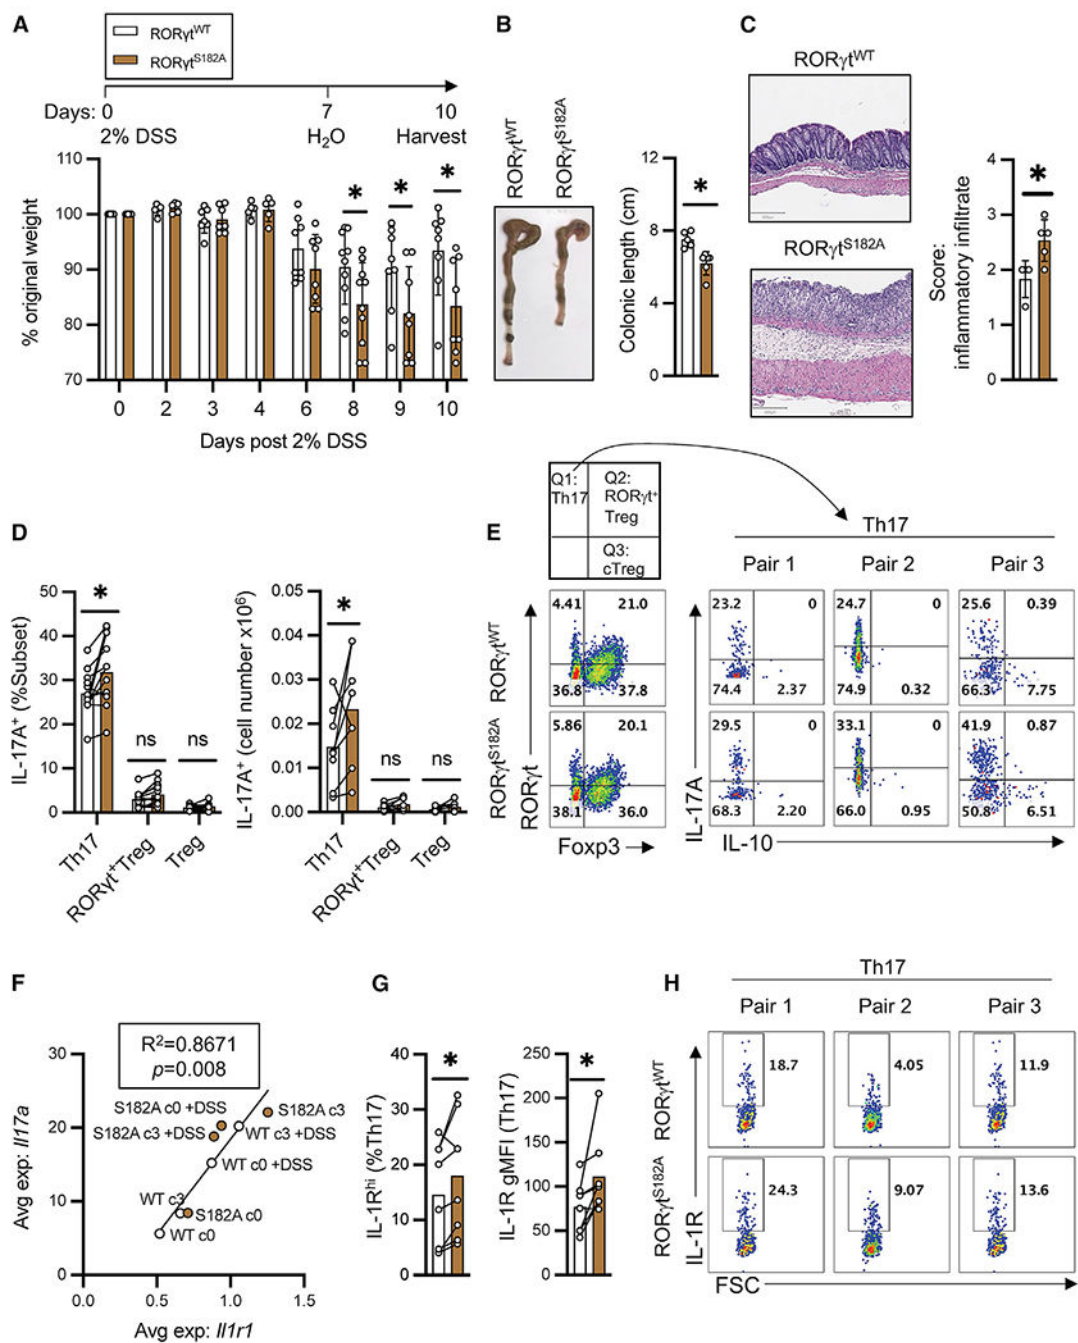 A
RORγt^WT
RORγt^S182A
Days: 0 7 10
2% DSS H₂O Harvest
% original weight
110
100
90
80
70
* * *
0 2 3 4 6 8 9 10
Days post 2% DSS
B
RORγt^WT
RORγt^S182A
Colonic length (cm)
12
8
4
0
*
C
RORγt^WT
RORγt^S182A
Score:
inflammatory infiltrate
4
3
2
1
0
*
D
IL-17A⁺ (%Subset)
50
40
30
20
10
0
* ns ns
Th17
RORγt⁺Treg
Treg
IL-17A⁺ (cell number x10⁶)
0.05
0.04
0.03
0.02
0.01
0.00
* ns ns
Th17
RORγt⁺Treg
Treg
E
Q1:
Th17
Q2:
RORγt⁺
Treg
Q3:
cTreg
RORγt^WT
4.41 21.0
36.8 37.8
RORγt^S182A
5.86 20.1
38.1 36.0
RORγt
Foxp3
Th17
Pair 1 Pair 2 Pair 3
23.2 0 24.7 0 25.6 0.39
74.4 2.37 74.9 0.32 66.3 7.75
29.5 0 33.1 0 41.9 0.87
68.3 2.20 66.0 0.95 50.8 6.51
IL-17A
IL-10
F
R²=0.8671
p=0.008
Avg exp: Il17a
30
20
10
0
S182A c0 +DSS
S182A c3
S182A c3 +DSS
WT c3 +DSS
WT c0 +DSS
WT c3
S182A c0
WT c0
0.0 0.5 1.0 1.5
Avg exp: Il1r1
G
IL-1R^hi (%Th17)
40
30
20
10
0
*
IL-1R gMFI (Th17)
250
200
150
100
50
0
*
H
Th17
Pair 1 Pair 2 Pair 3
RORγt^WT
18.7 4.05 11.9
RORγt^S182A
24.3 9.07 13.6
IL-1R
FSC